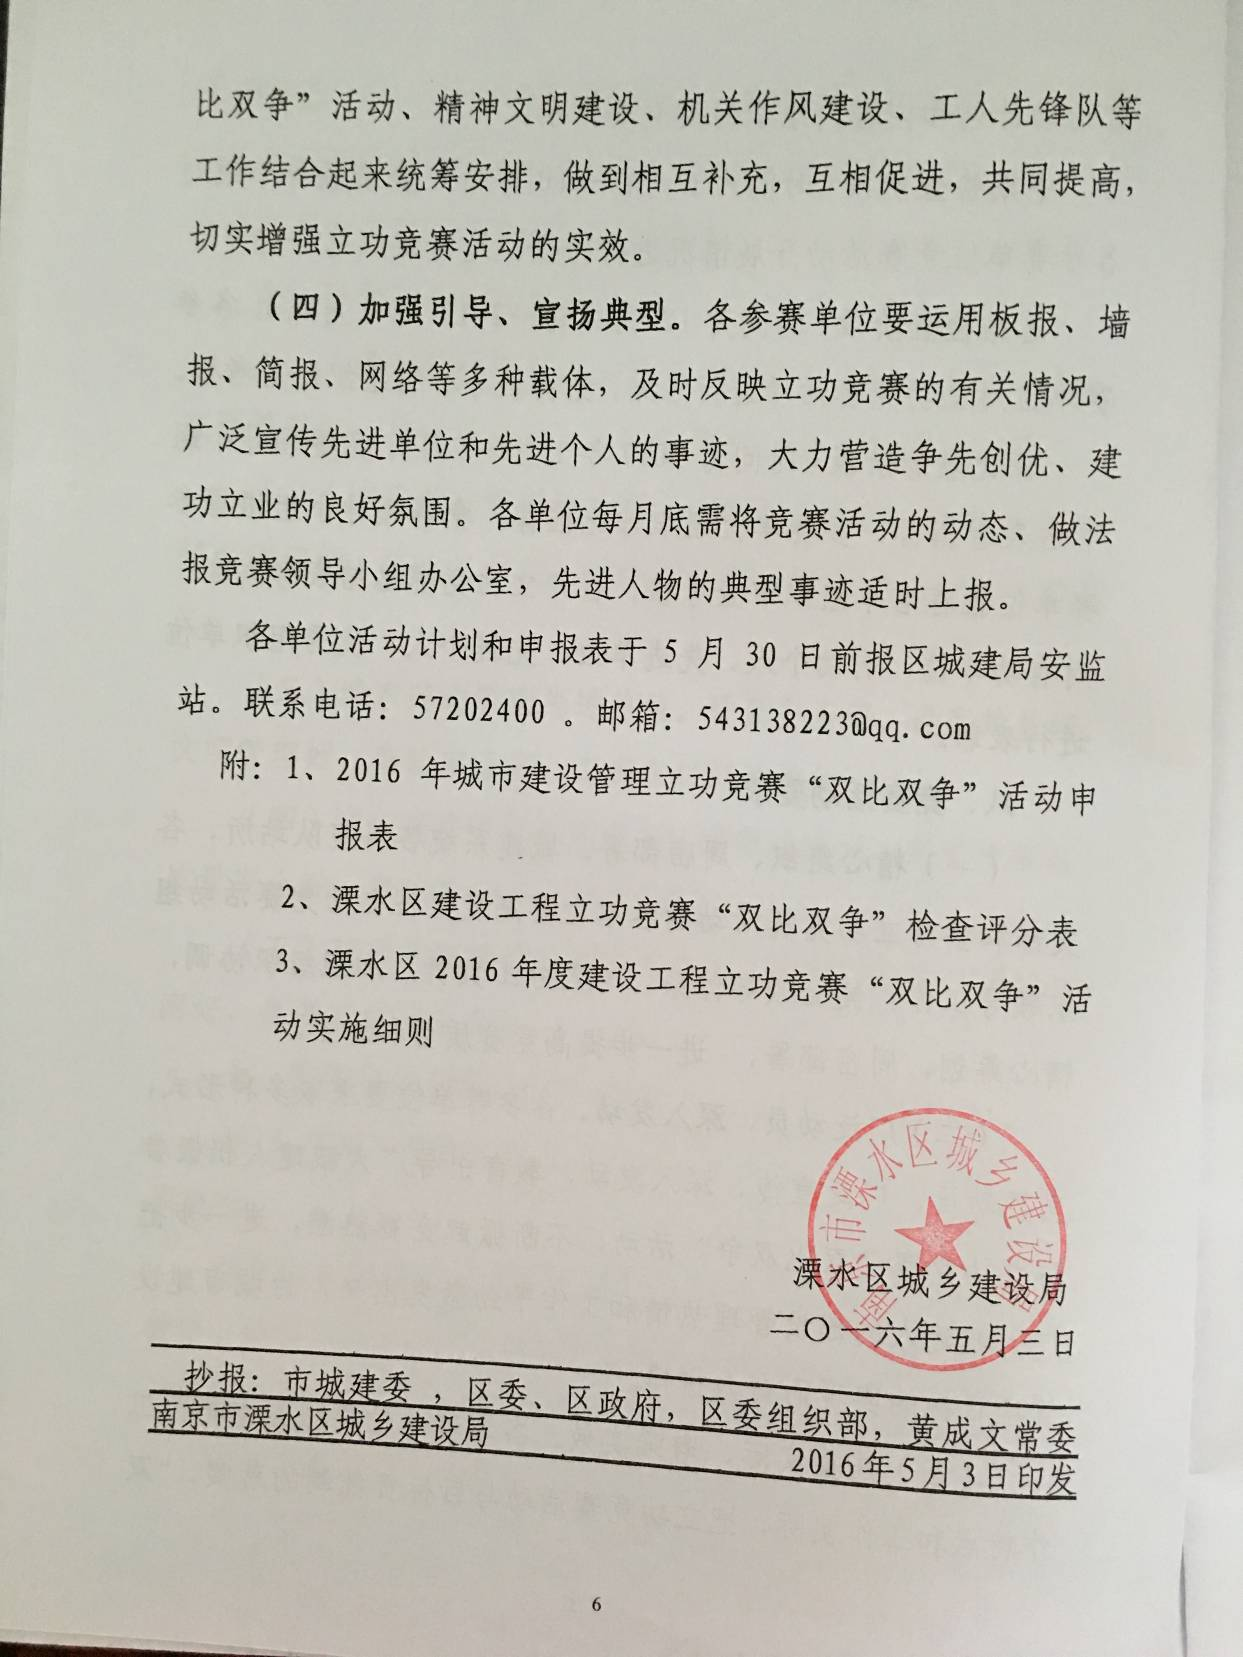 比双争”活动、精神文明建设、机关作风建设、工人先锋队等
工作结合起来统筹安排，做到相互补充，互相促进，共同提高，
切实增强立功竞赛活动的实效。
（四）加强引导、宣扬典型。各参赛单位要运用板报、墙
报、简报、网络等多种载体，及时反映立功竞赛的有关情况，
广泛宣传先进单位和先进个人的事迹，大力营造争先创优、建
功立业的良好氛围。各单位每月底需将竞赛活动的动态、做法
报竞赛领导小组办公室，先进人物的典型事迹适时上报。
各单位活动计划和申报表于 5 月 30 日前报区城建局安监
站。联系电话：57202400 。邮箱：543138223@qq.com
附：1、2016 年城市建设管理立功竞赛“双比双争”活动申
报表
2、溧水区建设工程立功竞赛“双比双争”检查评分表
3、溧水区 2016 年度建设工程立功竞赛“双比双争”活
动实施细则
南京市溧水区城乡建设局
溧水区城乡建设局
二〇一六年五月三日
抄报：市城建委 ，区委、区政府，区委组织部，黄成文常委
南京市溧水区城乡建设局
2016年5月3日印发
6